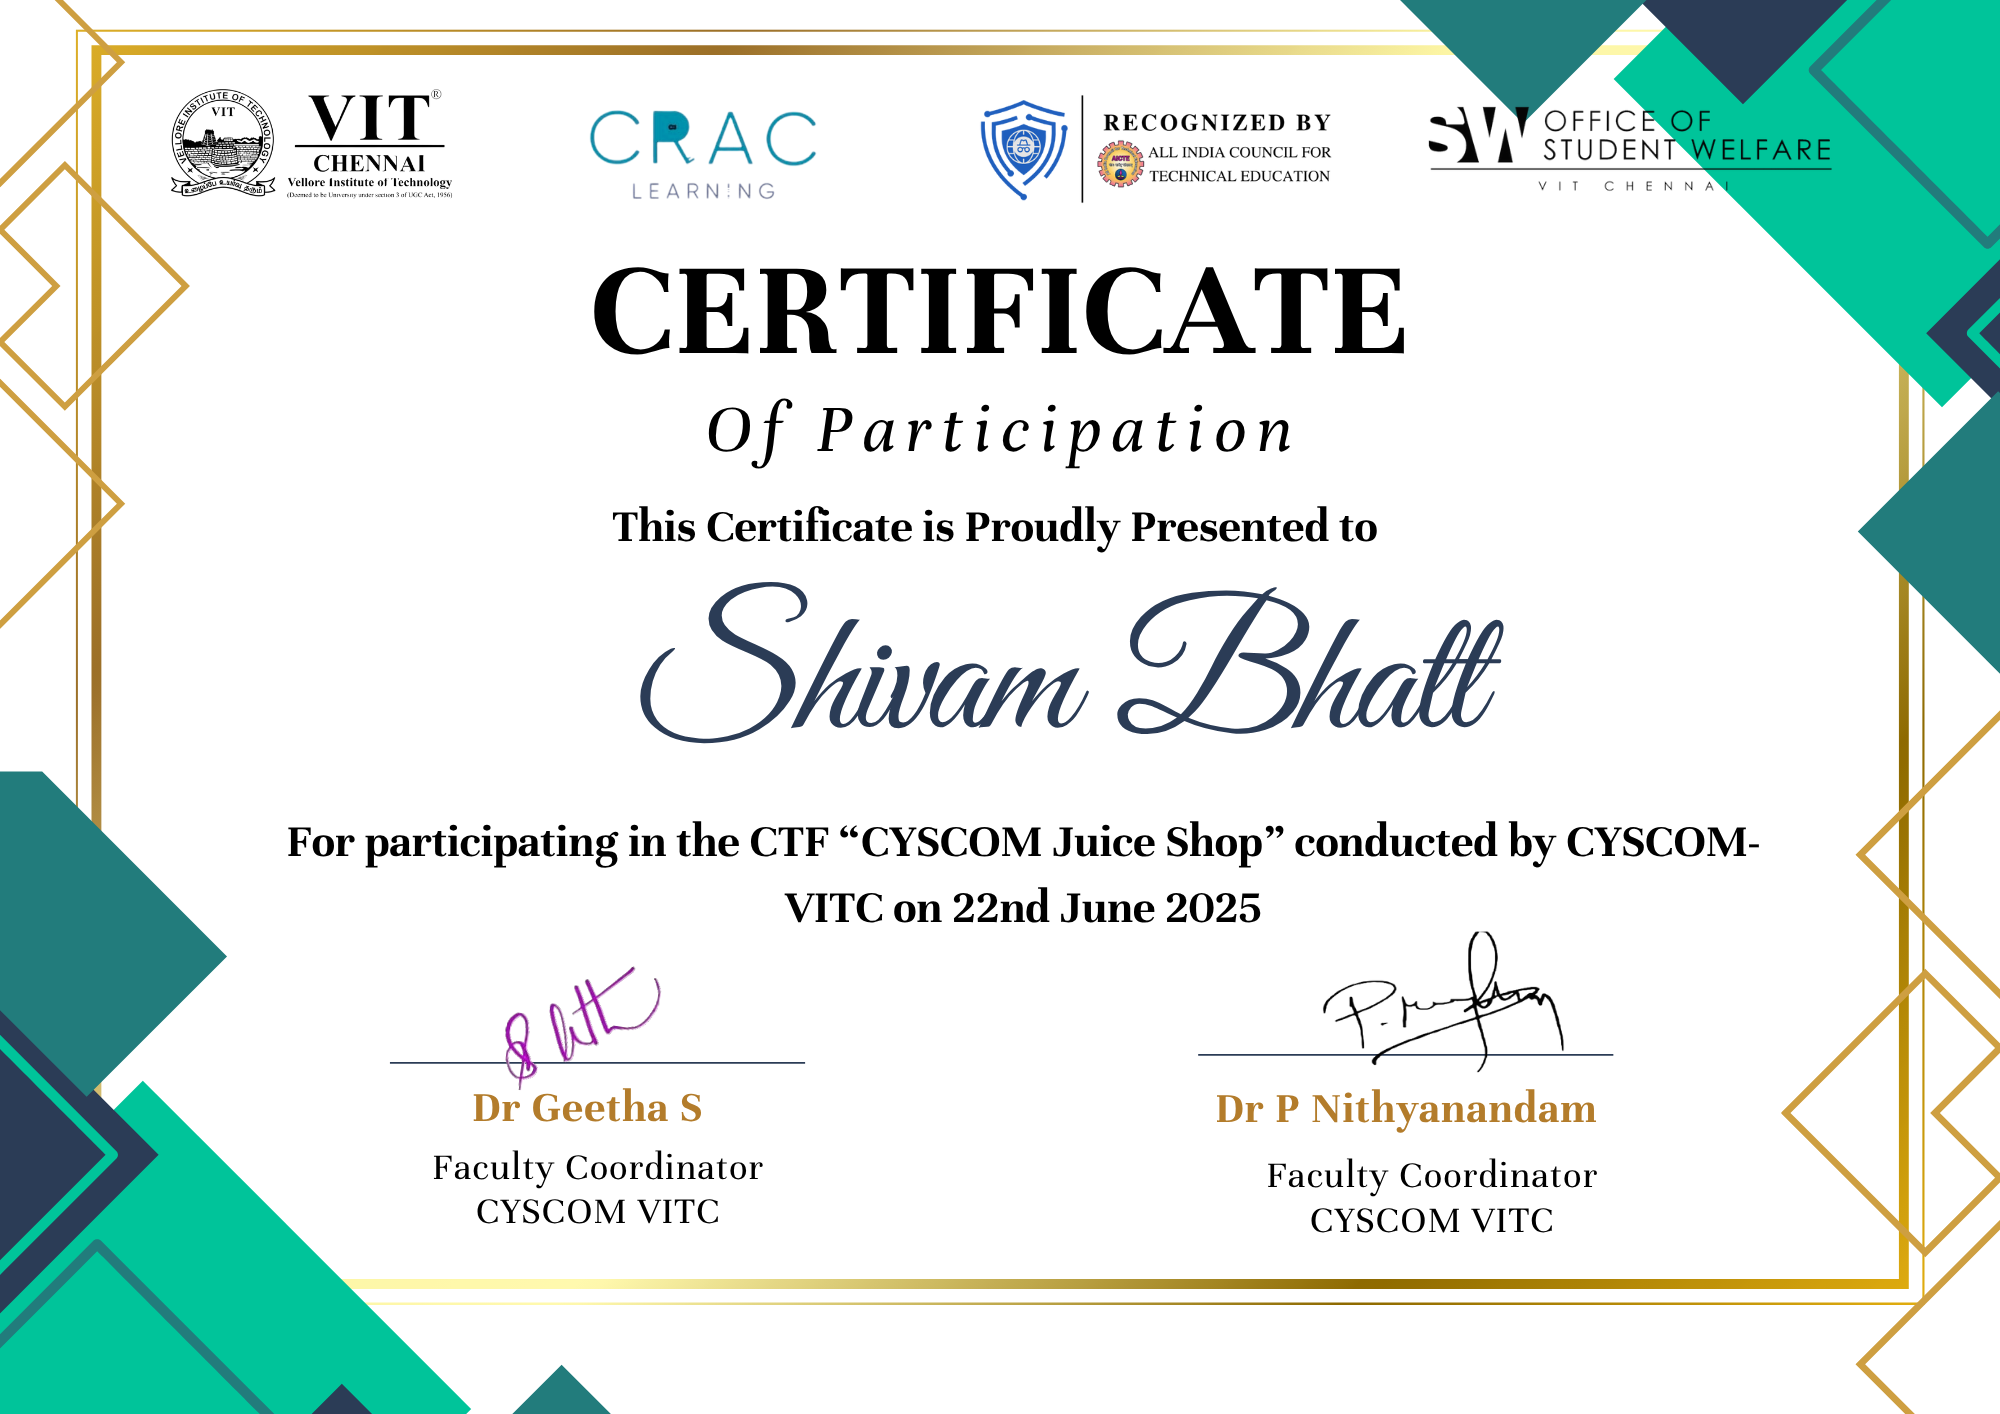 VELLORE INSTITUTE OF TECHNOLOGY
VIT
VIT®
CHENNAI
Vellore Institute of Technology
(Deemed to be University under section 3 of UGC Act, 1956)
CRAC
LEARNING
RECOGNIZED BY
AICTE
ALL INDIA COUNCIL FOR
TECHNICAL EDUCATION
SW
OFFICE OF
STUDENT WELFARE
VIT CHENNAI
CERTIFICATE
Of Participation
This Certificate is Proudly Presented to
Shivam Bhatt
For participating in the CTF “CYSCOM Juice Shop” conducted by CYSCOM-
VITC on 22nd June 2025
Dr Geetha S
Faculty Coordinator
CYSCOM VITC
Dr P Nithyanandam
Faculty Coordinator
CYSCOM VITC